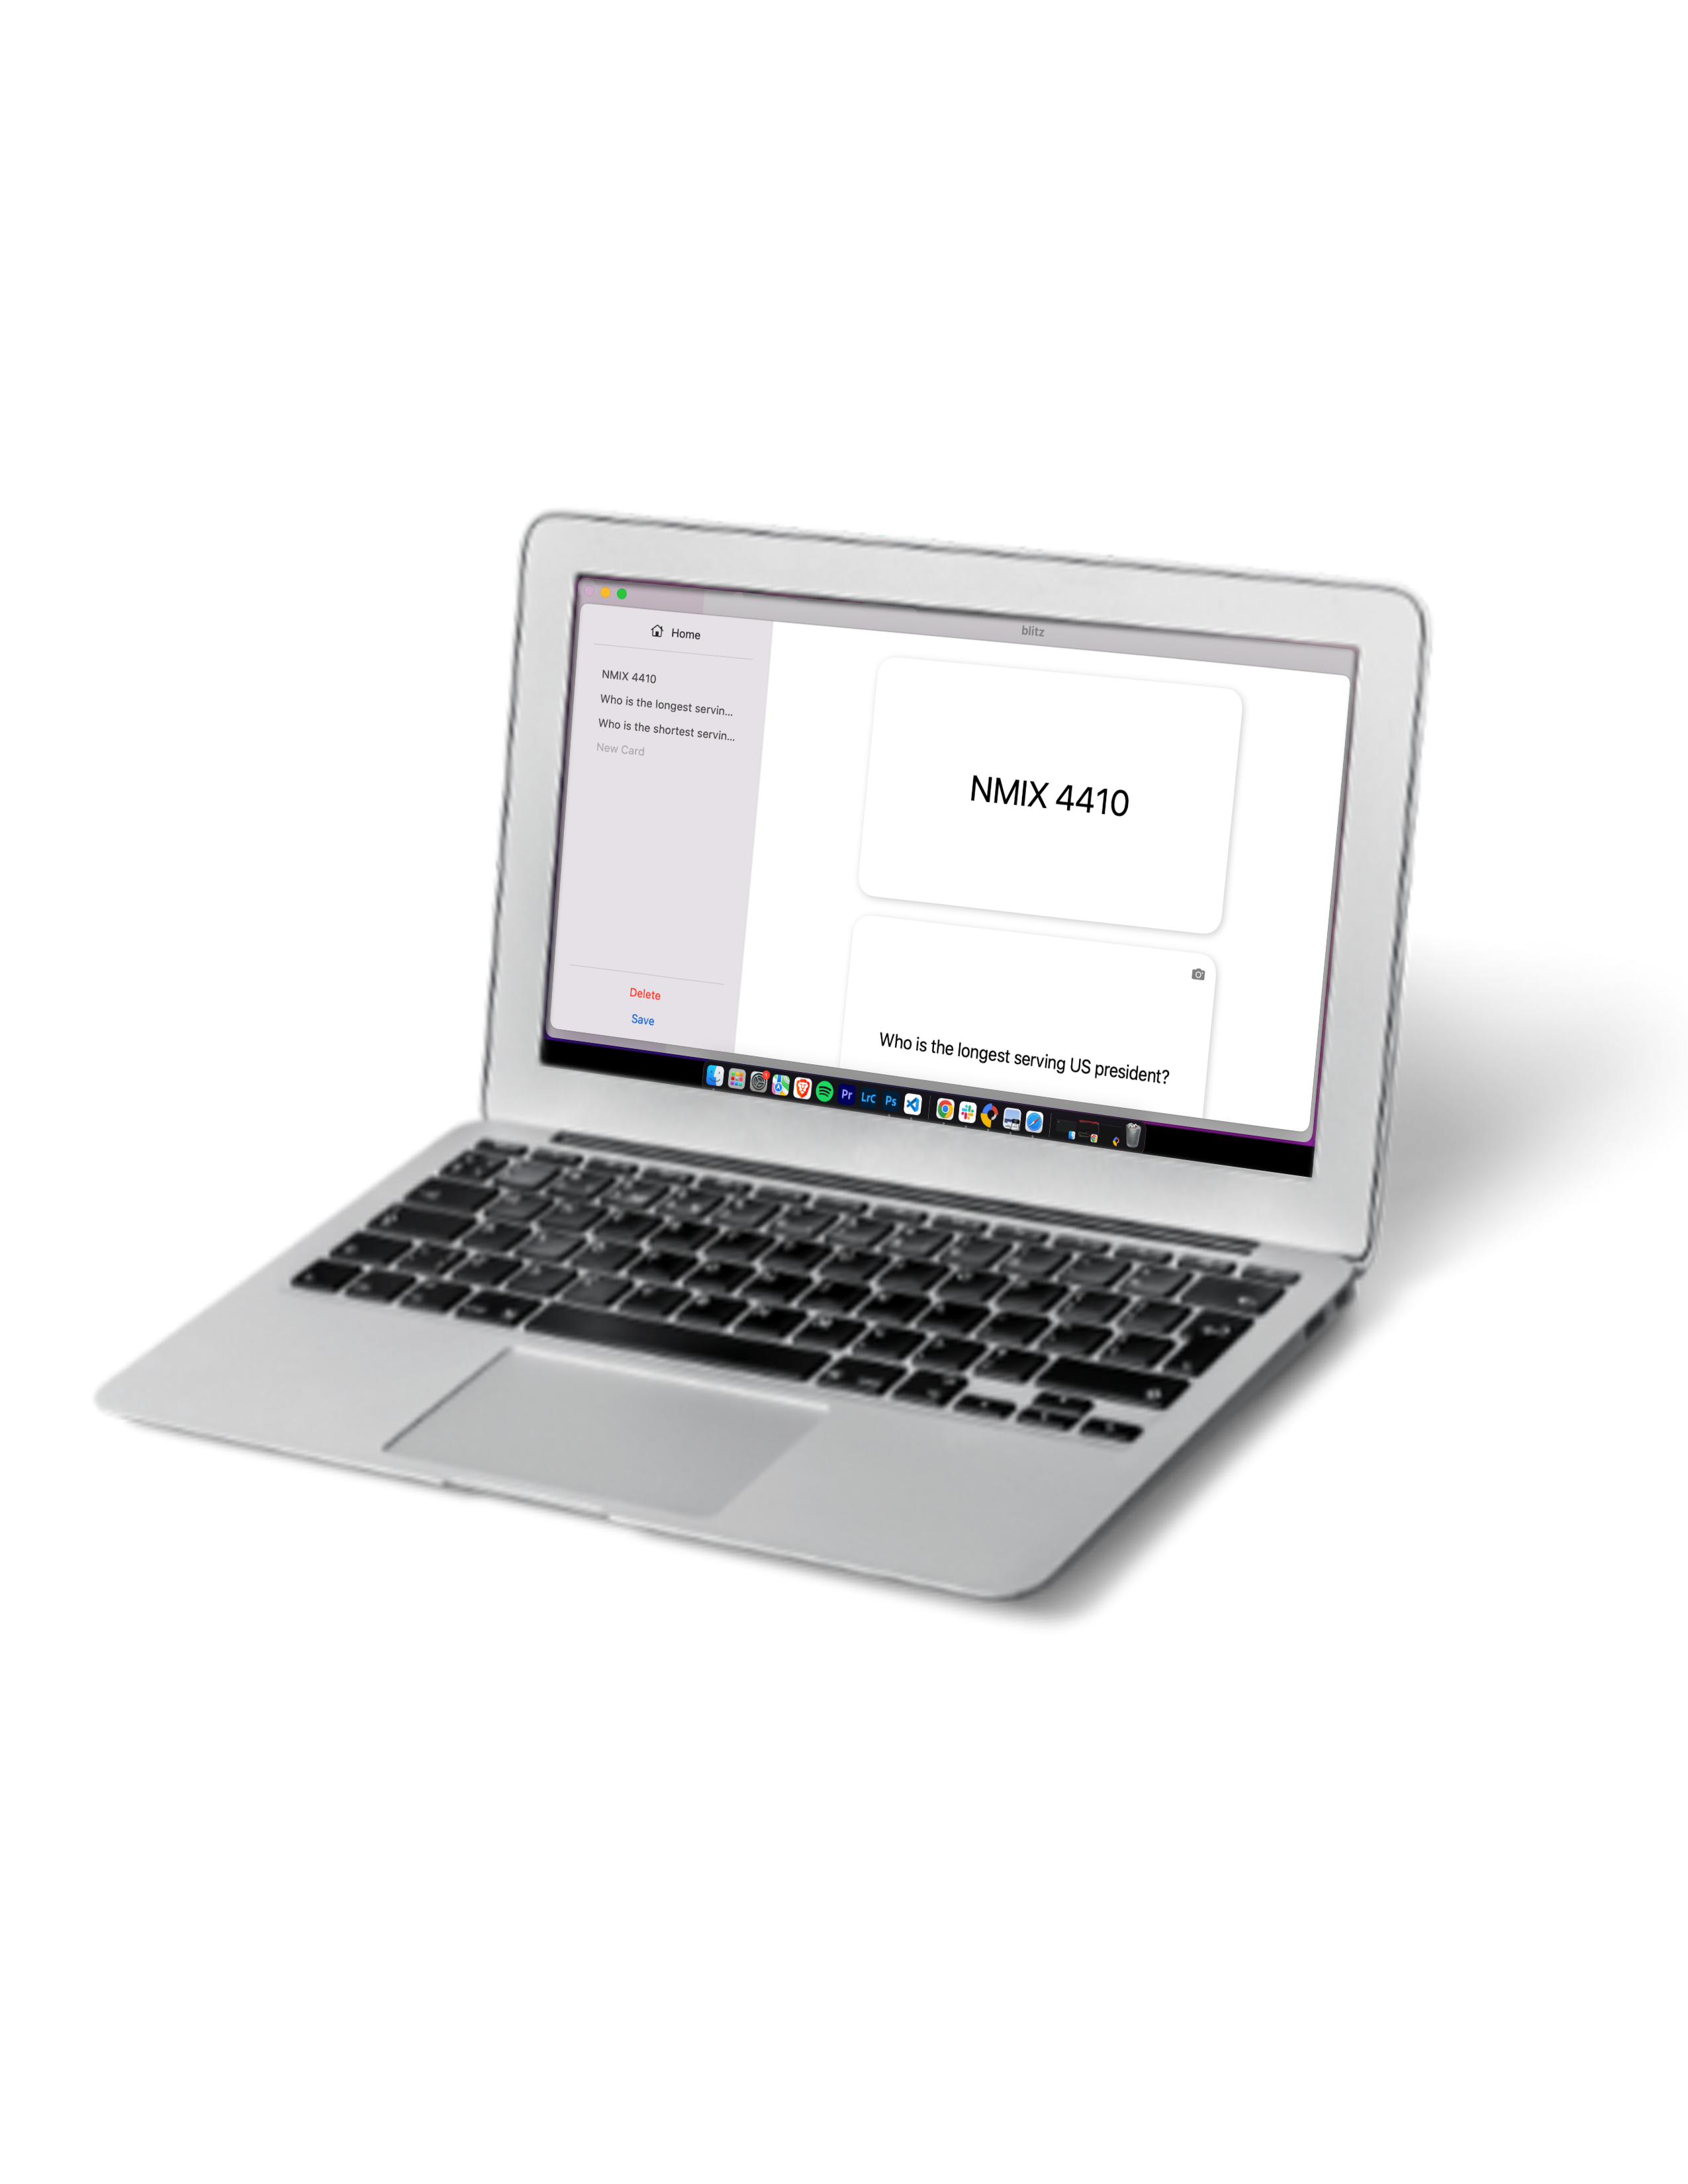 blitz
Home
NMIX 4410
Who is the longest servin...
Who is the shortest servin...
New Card
Delete
Save
NMIX 4410
Who is the longest serving US president?
Pr
LrC
Ps